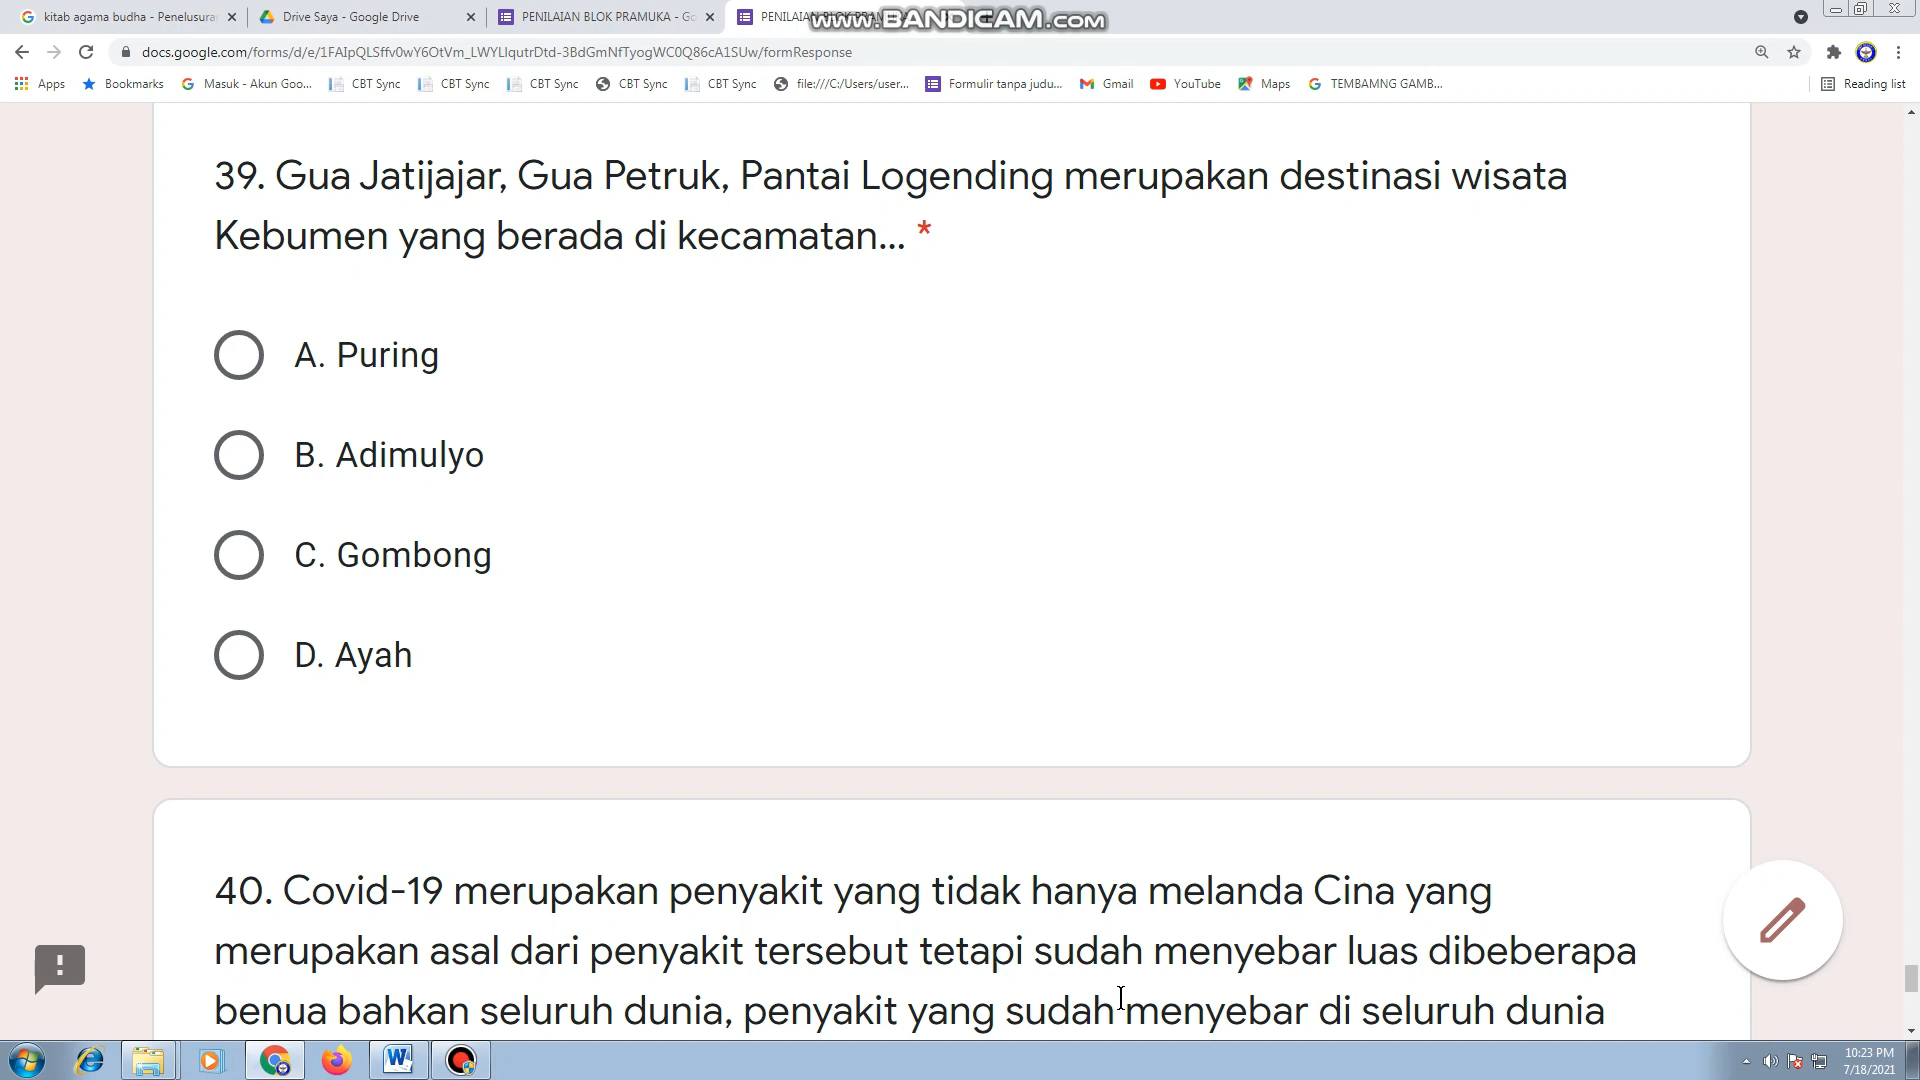 kitab agama budha - Penelusura
Drive Saya - Google Drive
PENILAIAN BLOK PRAMUKA - Go
PENILAIAN BLOK PRAM
www.BANDICAM.com
docs.google.com/forms/d/e/1FAIpQLSffv0wY6OtVm_LWYLIqutrDtd-3BdGmNfTyogWC0Q86cA1SUw/formResponse
Apps
Bookmarks
Masuk - Akun Goo...
CBT Sync
CBT Sync
CBT Sync
CBT Sync
CBT Sync
file:///C:/Users/user...
Formulir tanpa judu...
Gmail
YouTube
Maps
TEMBAMNG GAMB...
Reading list
39. Gua Jatijajar, Gua Petruk, Pantai Logending merupakan destinasi wisata
Kebumen yang berada di kecamatan... *
A. Puring
B. Adimulyo
C. Gombong
D. Ayah
40. Covid-19 merupakan penyakit yang tidak hanya melanda Cina yang
merupakan asal dari penyakit tersebut tetapi sudah menyebar luas dibeberapa
benua bahkan seluruh dunia, penyakit yang sudah menyebar di seluruh dunia
10:23 PM
7/18/2021